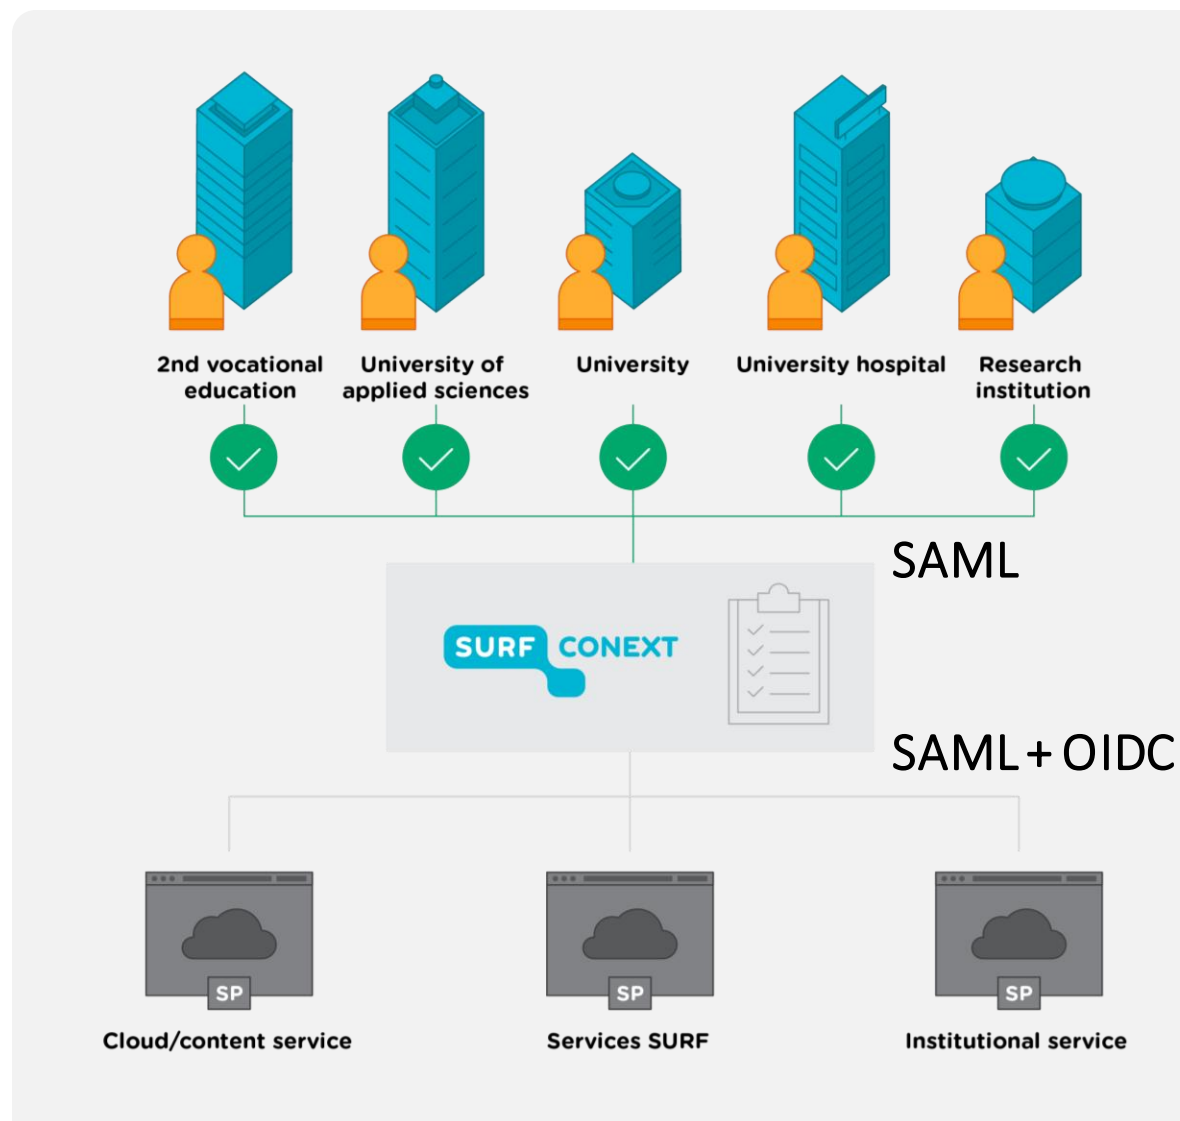 2nd vocational
education
University of
applied sciences
University
University hospital
Research
institution
SAML
SURF CONEXT
SAML + OIDC
SP
SP
SP
Cloud/content service
Services SURF
Institutional service